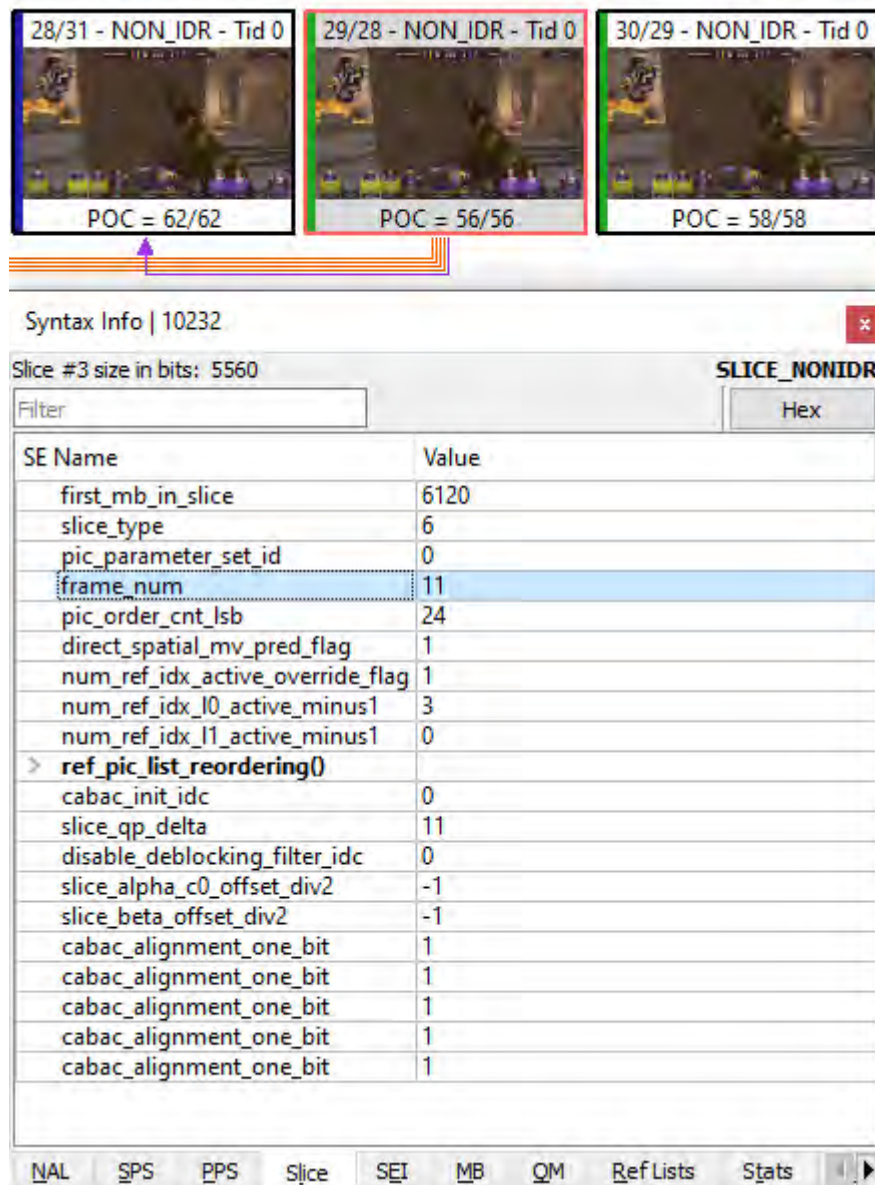 28/31 - NON_IDR - Tid 0 29/28 - NON_IDR - Tid 0 30/29 - NON_IDR - Tid 0
POC = 62/62 POC = 56/56 POC = 58/58
Syntax Info | 10232 x
Slice #3 size in bits: 5560 SLICE_NONIDR
Filter Hex
SE Name Value
first_mb_in_slice 6120
slice_type 6
pic_parameter_set_id 0
frame_num 11
pic_order_cnt_lsb 24
direct_spatial_mv_pred_flag 1
num_ref_idx_active_override_flag 1
num_ref_idx_l0_active_minus1 3
num_ref_idx_l1_active_minus1 0
> ref_pic_list_reordering()
cabac_init_idc 0
slice_qp_delta 11
disable_deblocking_filter_idc 0
slice_alpha_c0_offset_div2 -1
slice_beta_offset_div2 -1
cabac_alignment_one_bit 1
cabac_alignment_one_bit 1
cabac_alignment_one_bit 1
cabac_alignment_one_bit 1
cabac_alignment_one_bit 1
NAL SPS PPS Slice SEI MB QM Ref Lists Stats